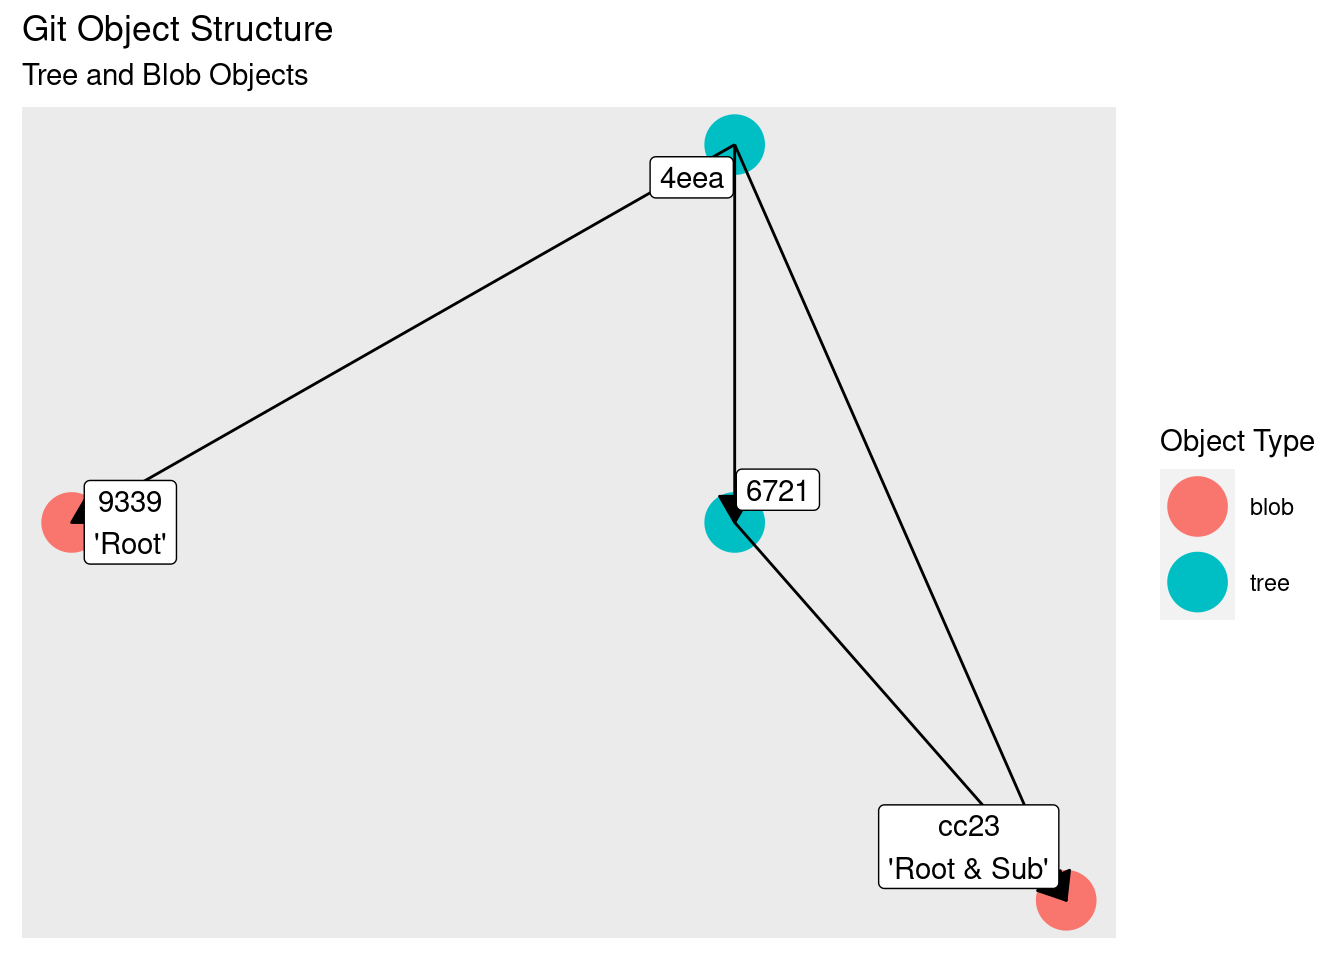 Git Object Structure
Tree and Blob Objects
4eea
9339
'Root'
6721
cc23
'Root & Sub'
Object Type
blob
tree